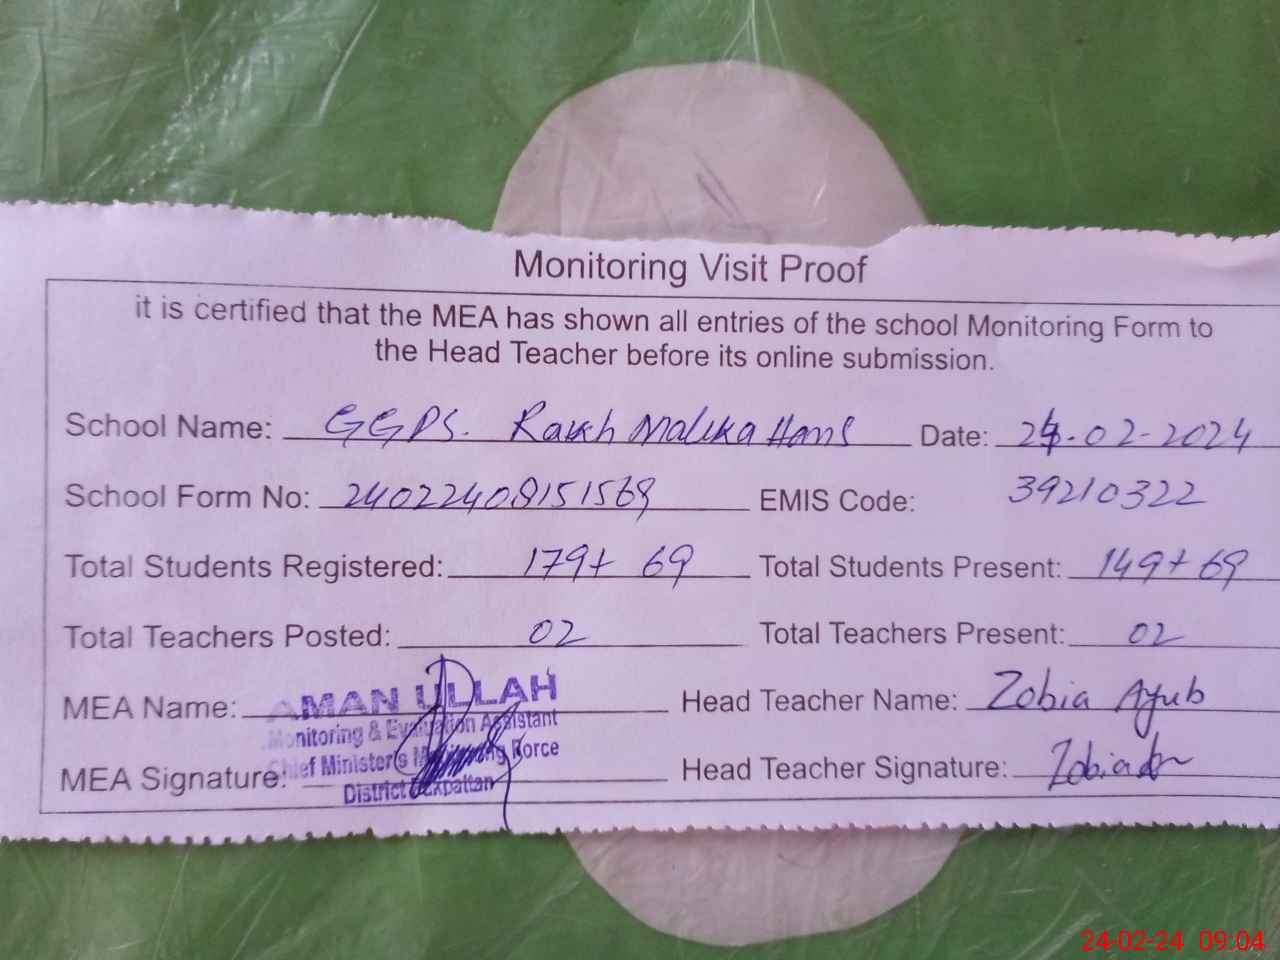 Monitoring Visit Proof
it is certified that the MEA has shown all entries of the school Monitoring Form to
the Head Teacher before its online submission.
School Name: GGPS. Rakh Malika Hans Date: 24-02-2024
School Form No: 24022409151569 EMIS Code: 39210322
Total Students Registered: 179+ 69 Total Students Present: 149+ 69
Total Teachers Posted: 02 Total Teachers Present: 02
MEA Name: AMAN ULLAH Head Teacher Name: Zobia Ayub
Monitoring & Evaluation Assistant
Chief Minister's Monitoring Force
MEA Signature: Head Teacher Signature: Zobia
District Pakpattan
24-02-24 09:04